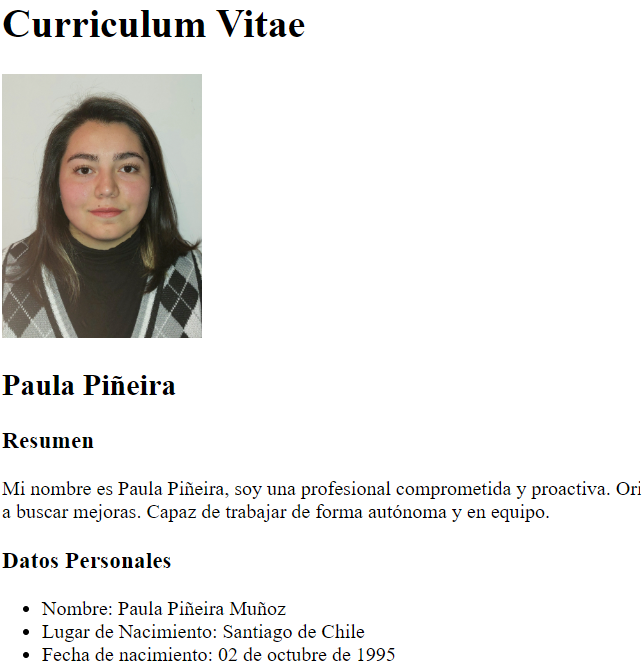 Curriculum Vitae
Paula Piñeira
Resumen
Mi nombre es Paula Piñeira, soy una profesional comprometida y proactiva. Ori
a buscar mejoras. Capaz de trabajar de forma autónoma y en equipo.
Datos Personales
• Nombre: Paula Piñeira Muñoz
• Lugar de Nacimiento: Santiago de Chile
• Fecha de nacimiento: 02 de octubre de 1995